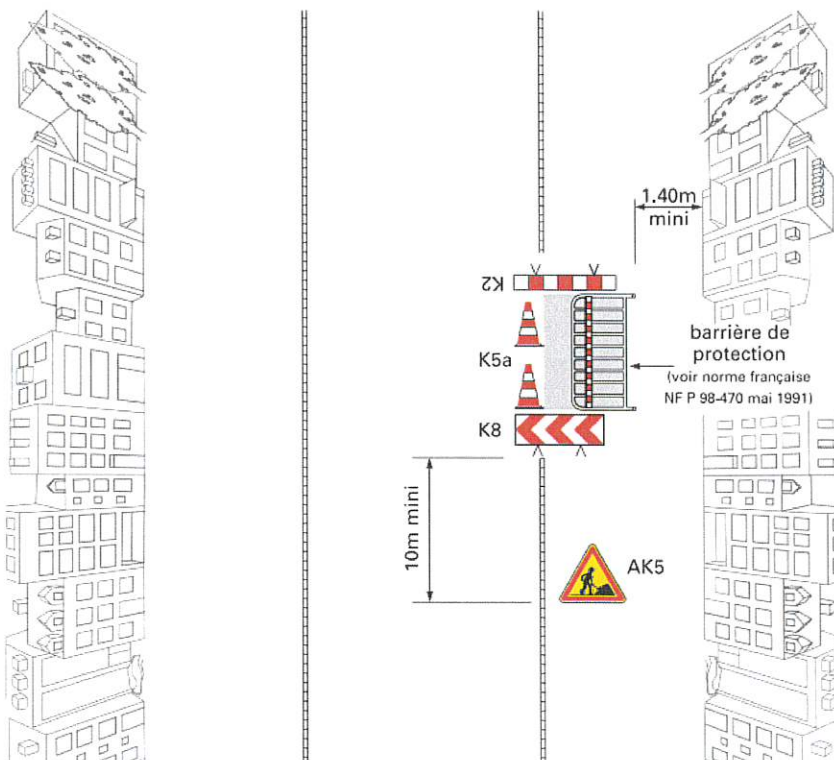 1.40m
mini
K2
K5a
barrière de
protection
(voir norme française
NF P 98-470 mai 1991)
K8
10m mini
AK5